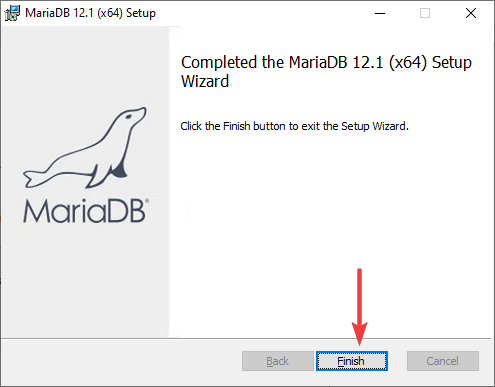 MariaDB 12.1 (x64) Setup
Completed the MariaDB 12.1 (x64) Setup
Wizard
Click the Finish button to exit the Setup Wizard.
MariaDB®
Back
Finish
Cancel